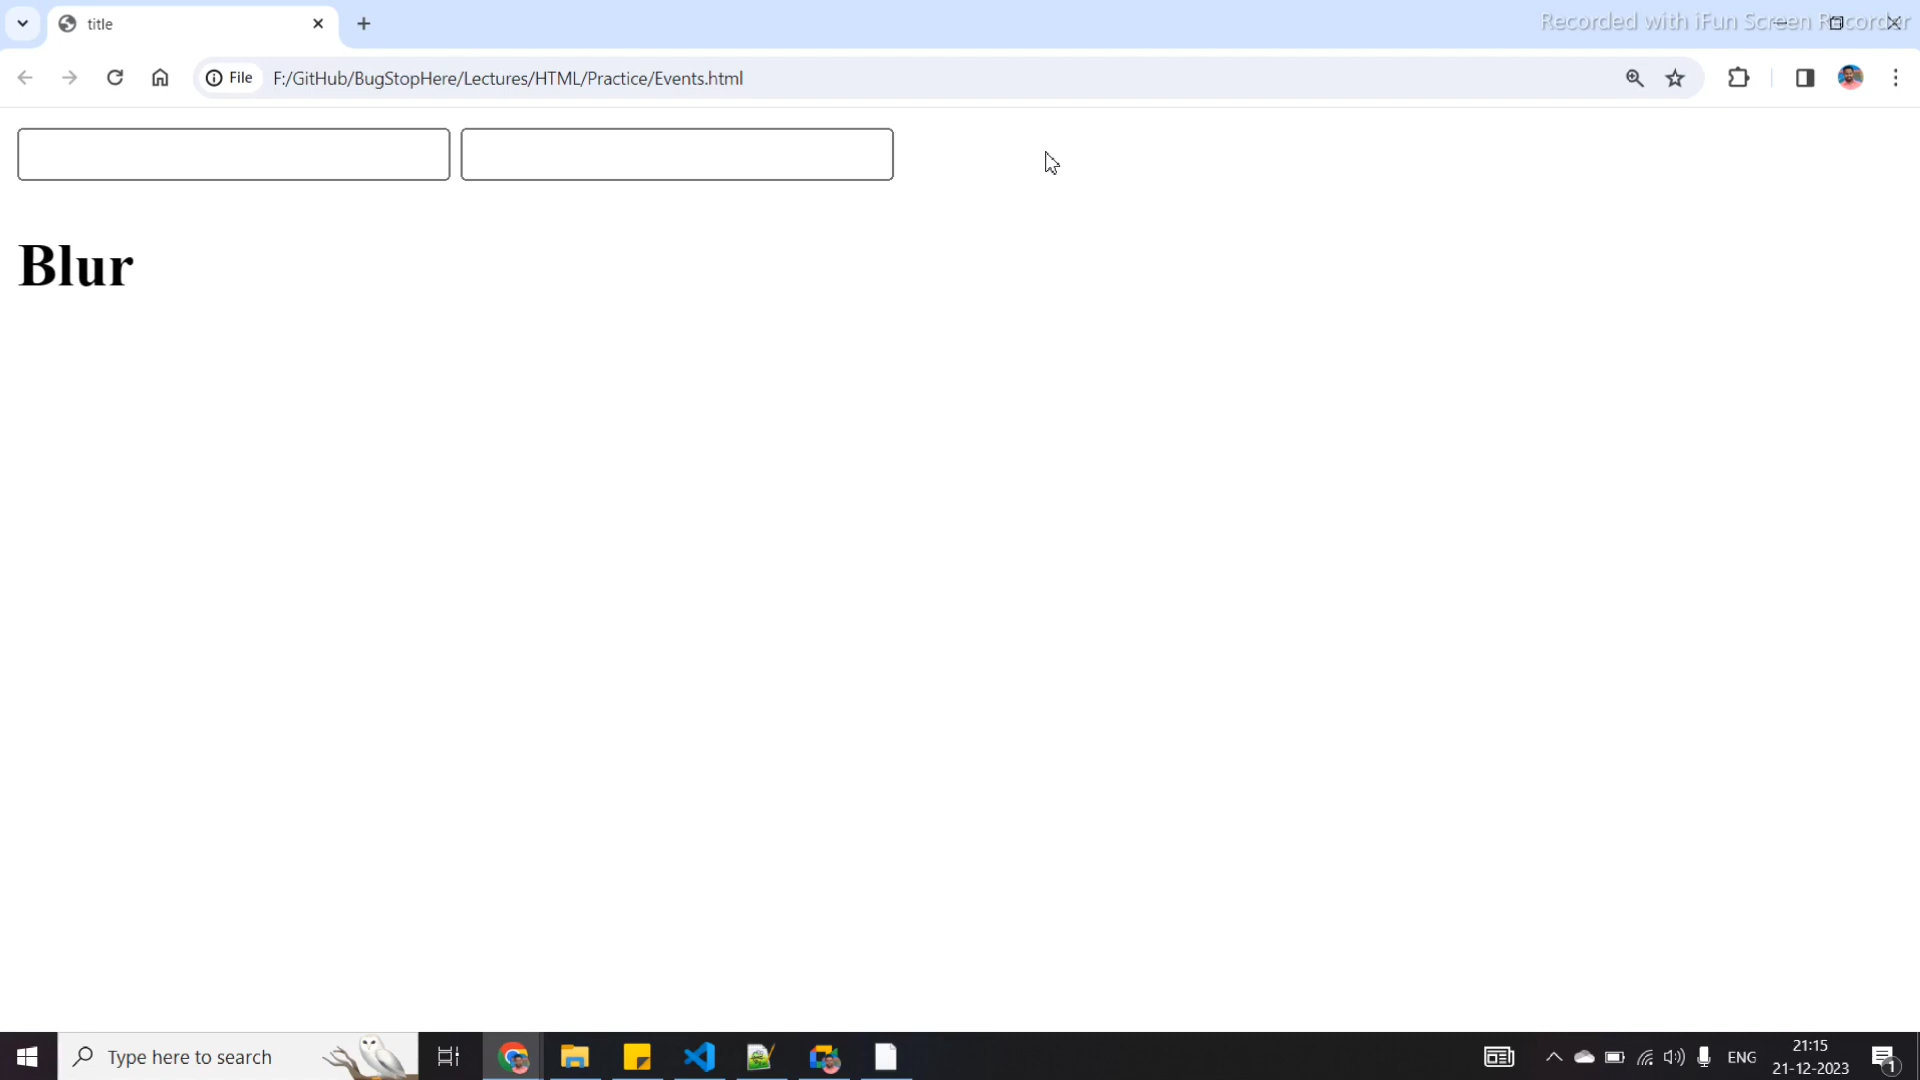 title
Recorded with iFun Screen Recorder
File
F:/GitHub/BugStopHere/Lectures/HTML/Practice/Events.html
Blur
Type here to search
ENG
21:15
21-12-2023
1